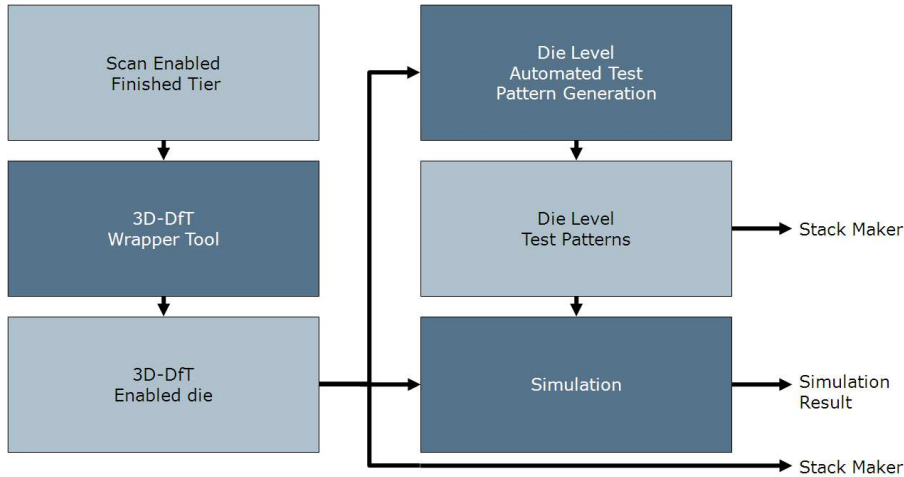 Scan Enabled
Finished Tier
3D-DfT
Wrapper Tool
3D-DfT
Enabled die
Die Level
Automated Test
Pattern Generation
Die Level
Test Patterns
Stack Maker
Simulation
Simulation
Result
Stack Maker